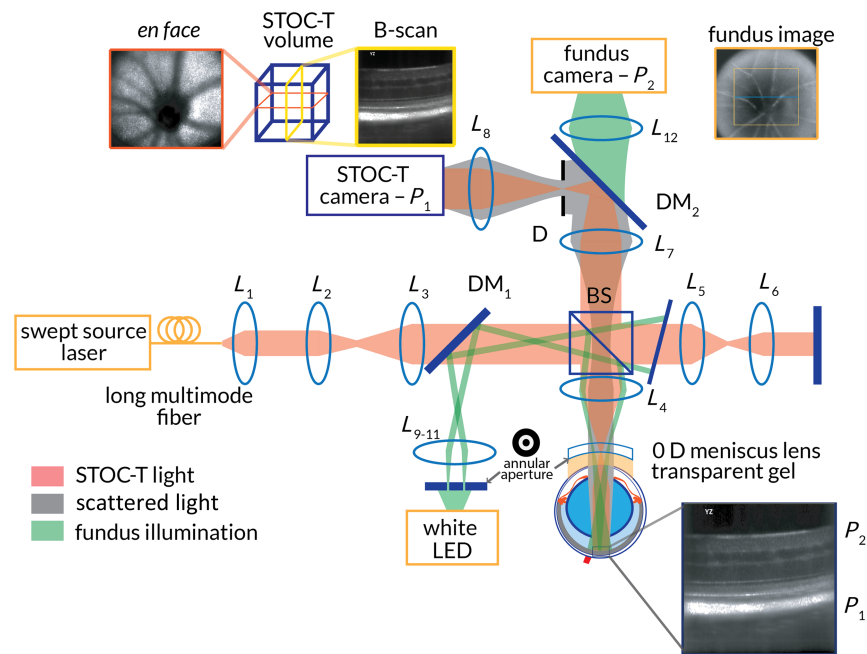 en face
STOC-T
volume
B-scan
YZ
fundus
camera – P2
fundus image
L8
L12
STOC-T
camera – P1
DM2
D
L7
L1
L2
L3
DM1
BS
L5
L6
swept source
laser
long multimode
fiber
L4
L9-11
annular
aperture
0 D meniscus lens
transparent gel
STOC-T light
scattered light
fundus illumination
white
LED
YZ
P2
P1